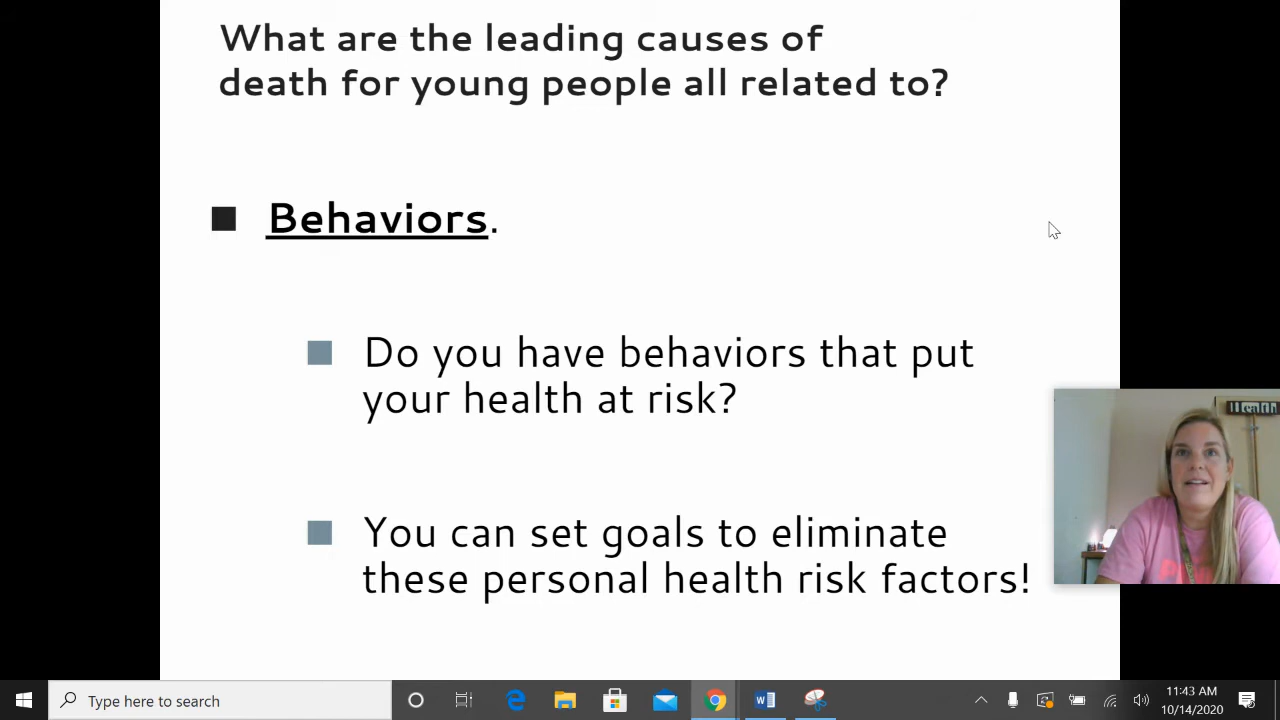 What are the leading causes of
death for young people all related to?
Behaviors.
Do you have behaviors that put
your health at risk?
You can set goals to eliminate
these personal health risk factors!
Health
Type here to search
11:43 AM
10/14/2020